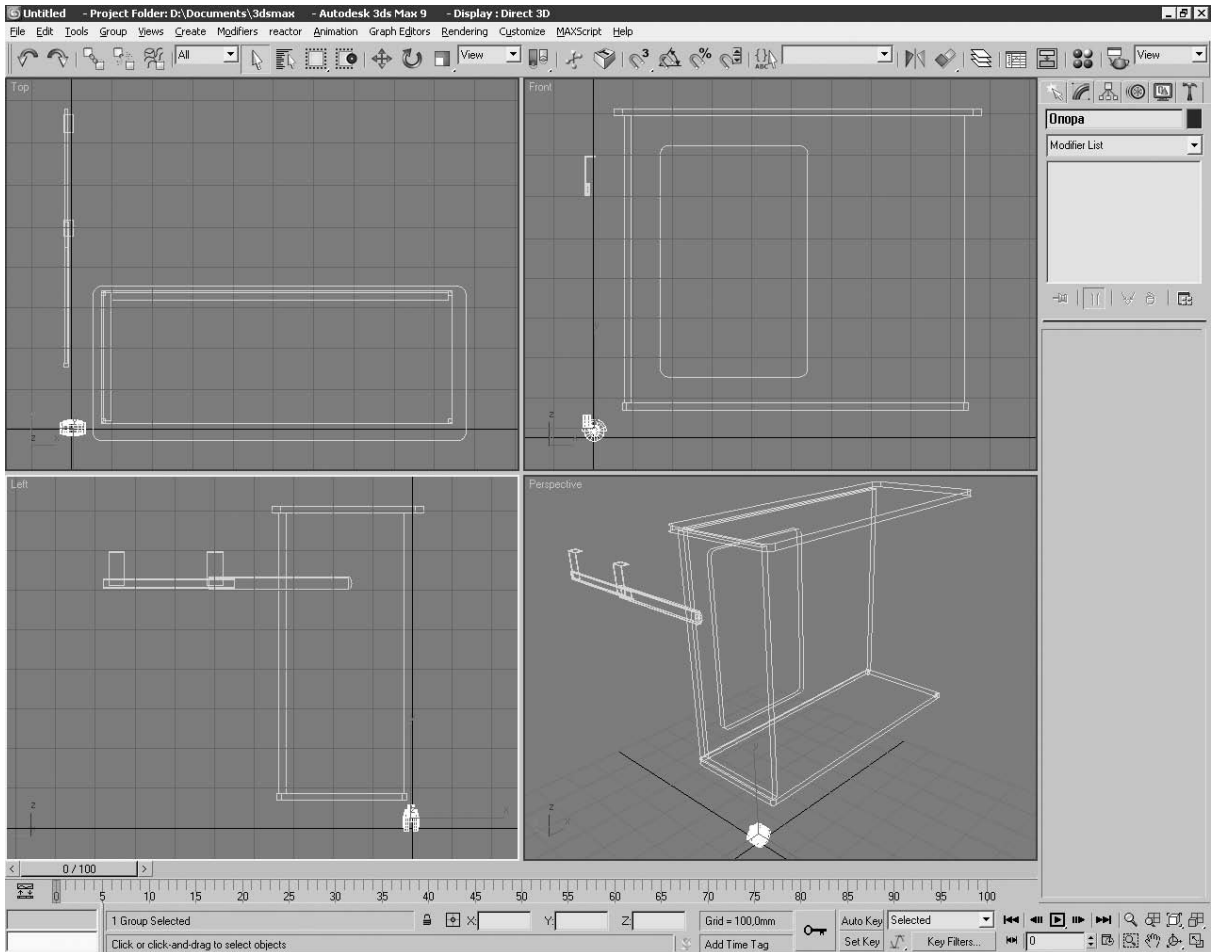 Untitled - Project Folder: D:\Documents\3dsmax - Autodesk 3ds Max 9 - Display : Direct 3D
File Edit Tools Group Views Create Modifiers reactor Animation Graph Editors Rendering Customize MAXScript Help
All View 3 % ABC View
Top
Front
Опора
Modifier List
Left
Perspective
0 / 100
0 5 10 15 20 25 30 35 40 45 50 55 60 65 70 75 80 85 90 95 100
1 Group Selected X: Y: Z: Grid = 100,0mm Auto Key Selected
Click or click-and-drag to select objects Add Time Tag Set Key Key Filters... 0